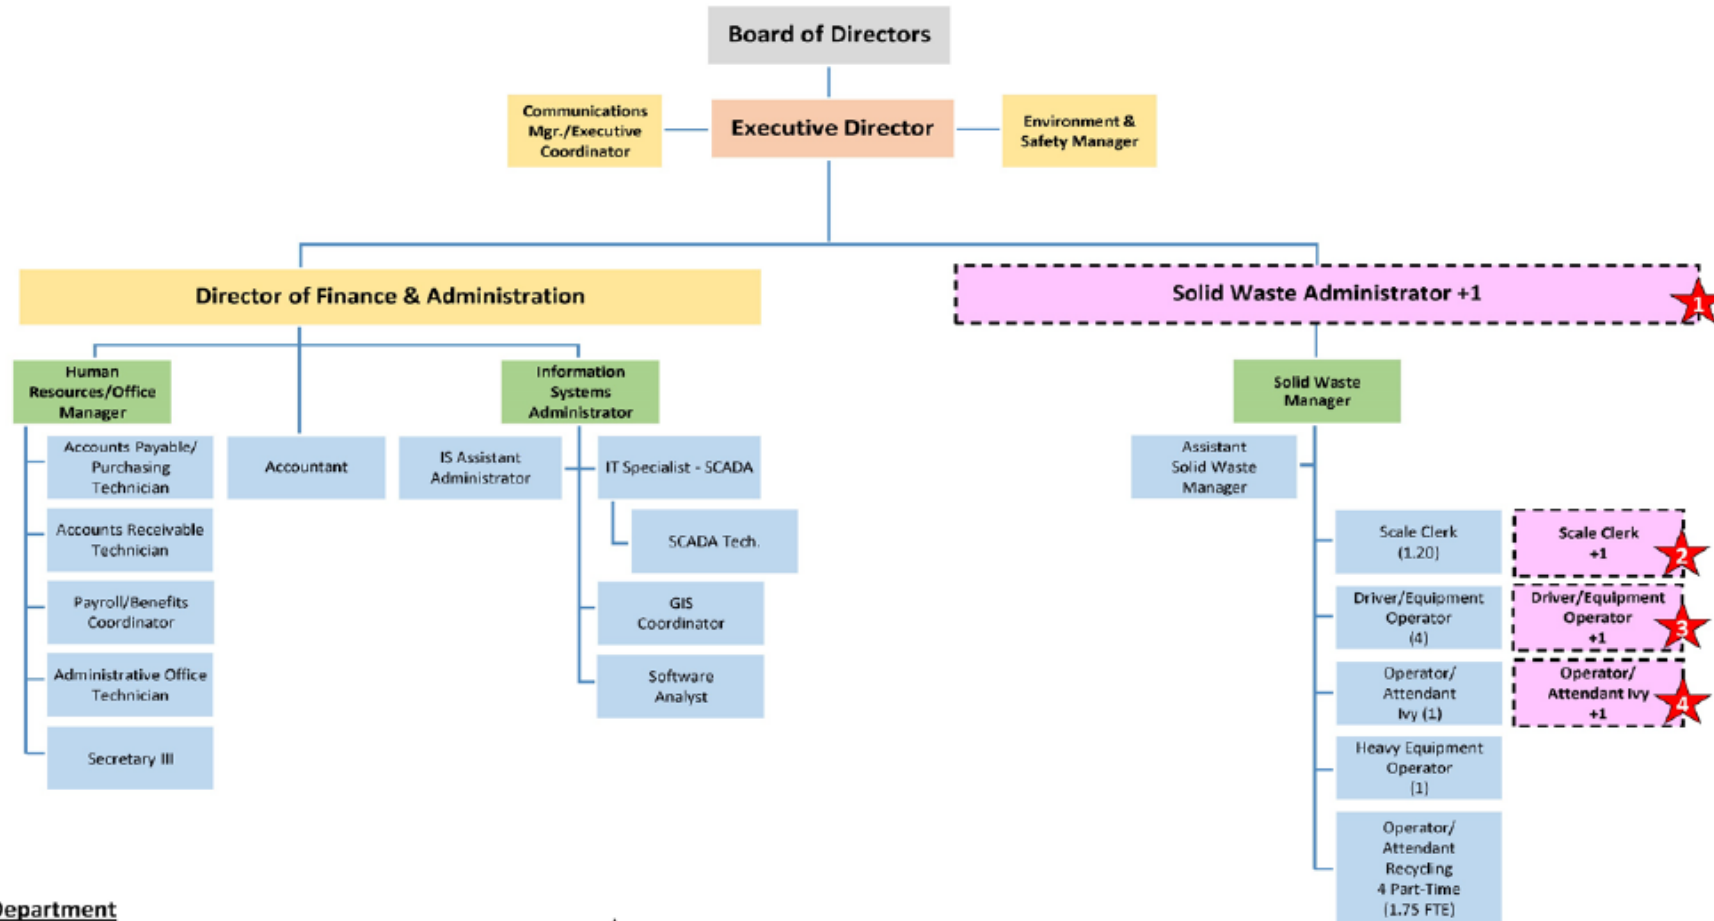 Board of Directors
Communications
Mgr./Executive
Coordinator
Executive Director
Environment &
Safety Manager
Director of Finance & Administration
Solid Waste Administrator +1
1
Human
Resources/Office
Manager
Information
Systems
Administrator
Solid Waste
Manager
Accounts Payable/
Purchasing
Technician
Accountant
IS Assistant
Administrator
IT Specialist - SCADA
Assistant
Solid Waste
Manager
Accounts Receivable
Technician
SCADA Tech.
Scale Clerk
(1.20)
Scale Clerk
+1
2
Payroll/Benefits
Coordinator
GIS
Coordinator
Driver/Equipment
Operator
(4)
Driver/Equipment
Operator
+1
3
Administrative Office
Technician
Software
Analyst
Operator/
Attendant
Ivy (1)
Operator/
Attendant Ivy
+1
4
Secretary III
Heavy Equipment
Operator
(1)
Operator/
Attendant
Recycling
4 Part-Time
(1.75 FTE)
Department